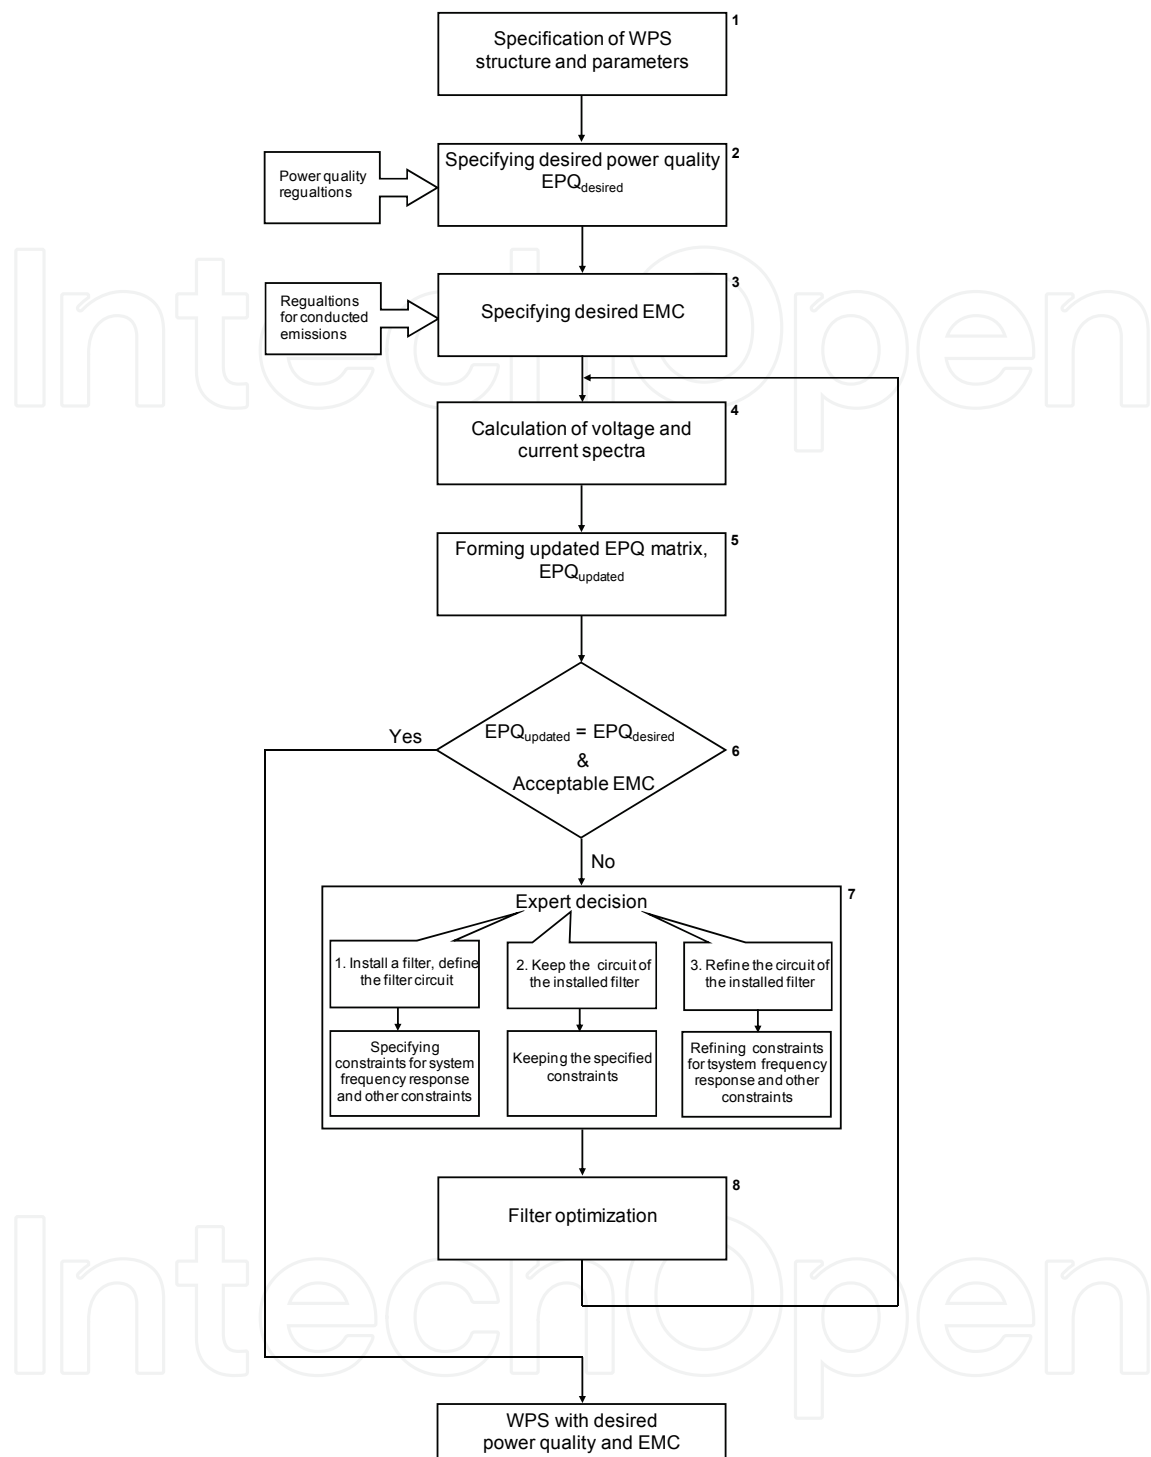 1
Specification of WPS
structure and parameters
2
Specifying desired power quality
EPQdesired
Power quality
regualtions
3
Specifying desired EMC
Regualtions
for conducted
emissions
4
Calculation of voltage and
current spectra
5
Forming updated EPQ matrix,
EPQupdated
Yes
EPQupdated = EPQdesired
&
Acceptable EMC
6
No
7
Expert decision
1. Install a filter, define
the filter circuit
2. Keep the circuit of
the installed filter
3. Refine the circuit of
the installed filter
Specifying
constraints for system
frequency response
and other constraints
Keeping the specified
constraints
Refining constraints
for tsystem frequency
response and other
constraints
8
Filter optimization
WPS with desired
power quality and EMC
IntechOpen
IntechOpen